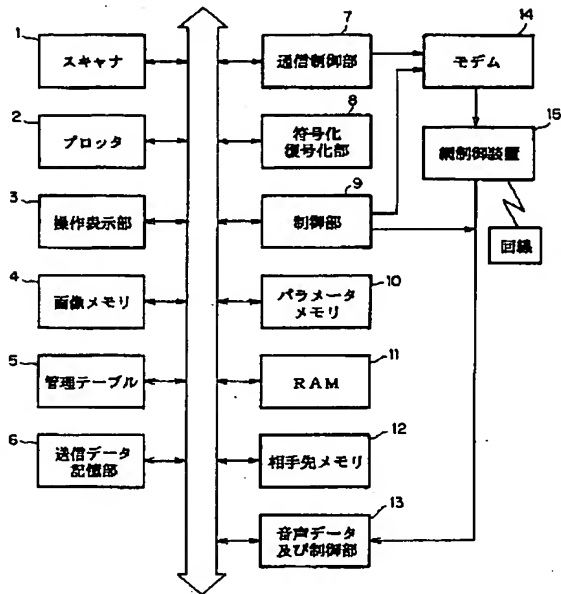 1
スキャナ
2
プロッタ
3
操作表示部
4
画像メモリ
5
管理テーブル
6
送信データ
記憶部
7
通信制御部
8
符号化
復号化部
9
制御部
10
パラメータ
メモリ
11
RAM
12
相手先メモリ
13
音声データ
及び制御部
14
モデム
15
網制御装置
回線